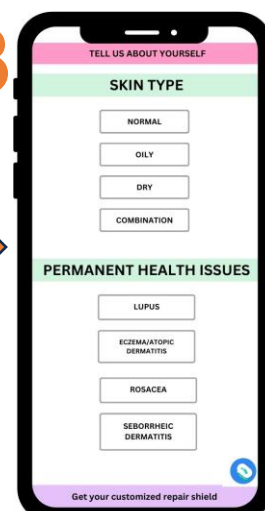 TELL US ABOUT YOURSELF
SKIN TYPE
NORMAL
OILY
DRY
COMBINATION
PERMANENT HEALTH ISSUES
LUPUS
ECZEMA/ATOPIC
DERMATITIS
ROSACEA
SEBORRHEIC
DERMATITIS
Get your customized repair shield